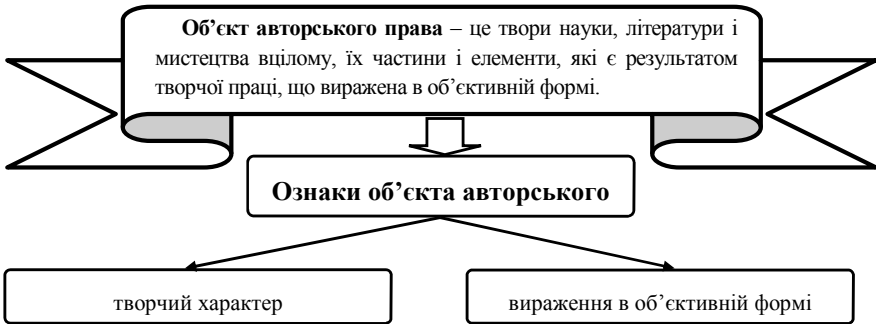 Об’єкт авторського права – це твори науки, літератури і
мистецтва вцілому, їх частини і елементи, які є результатом
творчої праці, що виражена в об’єктивній формі.
Ознаки об’єкта авторського
творчий характер
вираження в об’єктивній формі